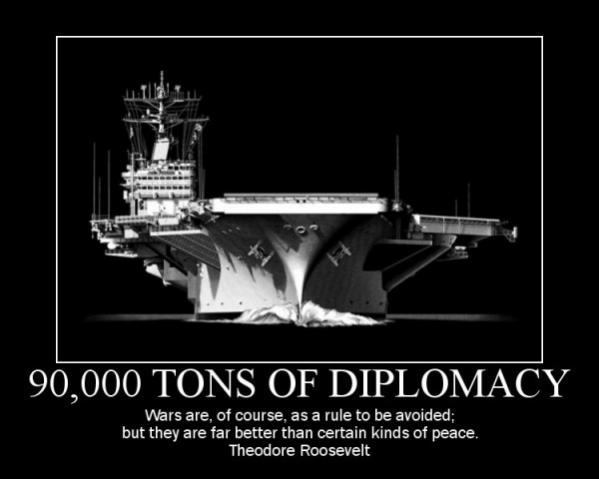 90,000 TONS OF DIPLOMACY
Wars are, of course, as a rule to be avoided;
but they are far better than certain kinds of peace.
Theodore Roosevelt